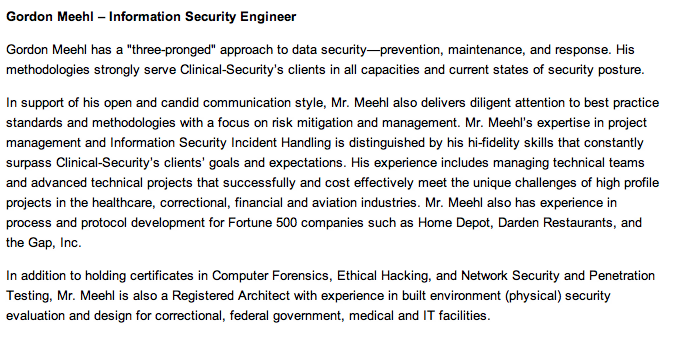 Gordon Meehl – Information Security Engineer
Gordon Meehl has a "three-pronged" approach to data security—prevention, maintenance, and response. His
methodologies strongly serve Clinical-Security's clients in all capacities and current states of security posture.
In support of his open and candid communication style, Mr. Meehl also delivers diligent attention to best practice
standards and methodologies with a focus on risk mitigation and management. Mr. Meehl's expertise in project
management and Information Security Incident Handling is distinguished by his hi-fidelity skills that constantly
surpass Clinical-Security's clients' goals and expectations. His experience includes managing technical teams
and advanced technical projects that successfully and cost effectively meet the unique challenges of high profile
projects in the healthcare, correctional, financial and aviation industries. Mr. Meehl also has experience in
process and protocol development for Fortune 500 companies such as Home Depot, Darden Restaurants, and
the Gap, Inc.
In addition to holding certificates in Computer Forensics, Ethical Hacking, and Network Security and Penetration
Testing, Mr. Meehl is also a Registered Architect with experience in built environment (physical) security
evaluation and design for correctional, federal government, medical and IT facilities.